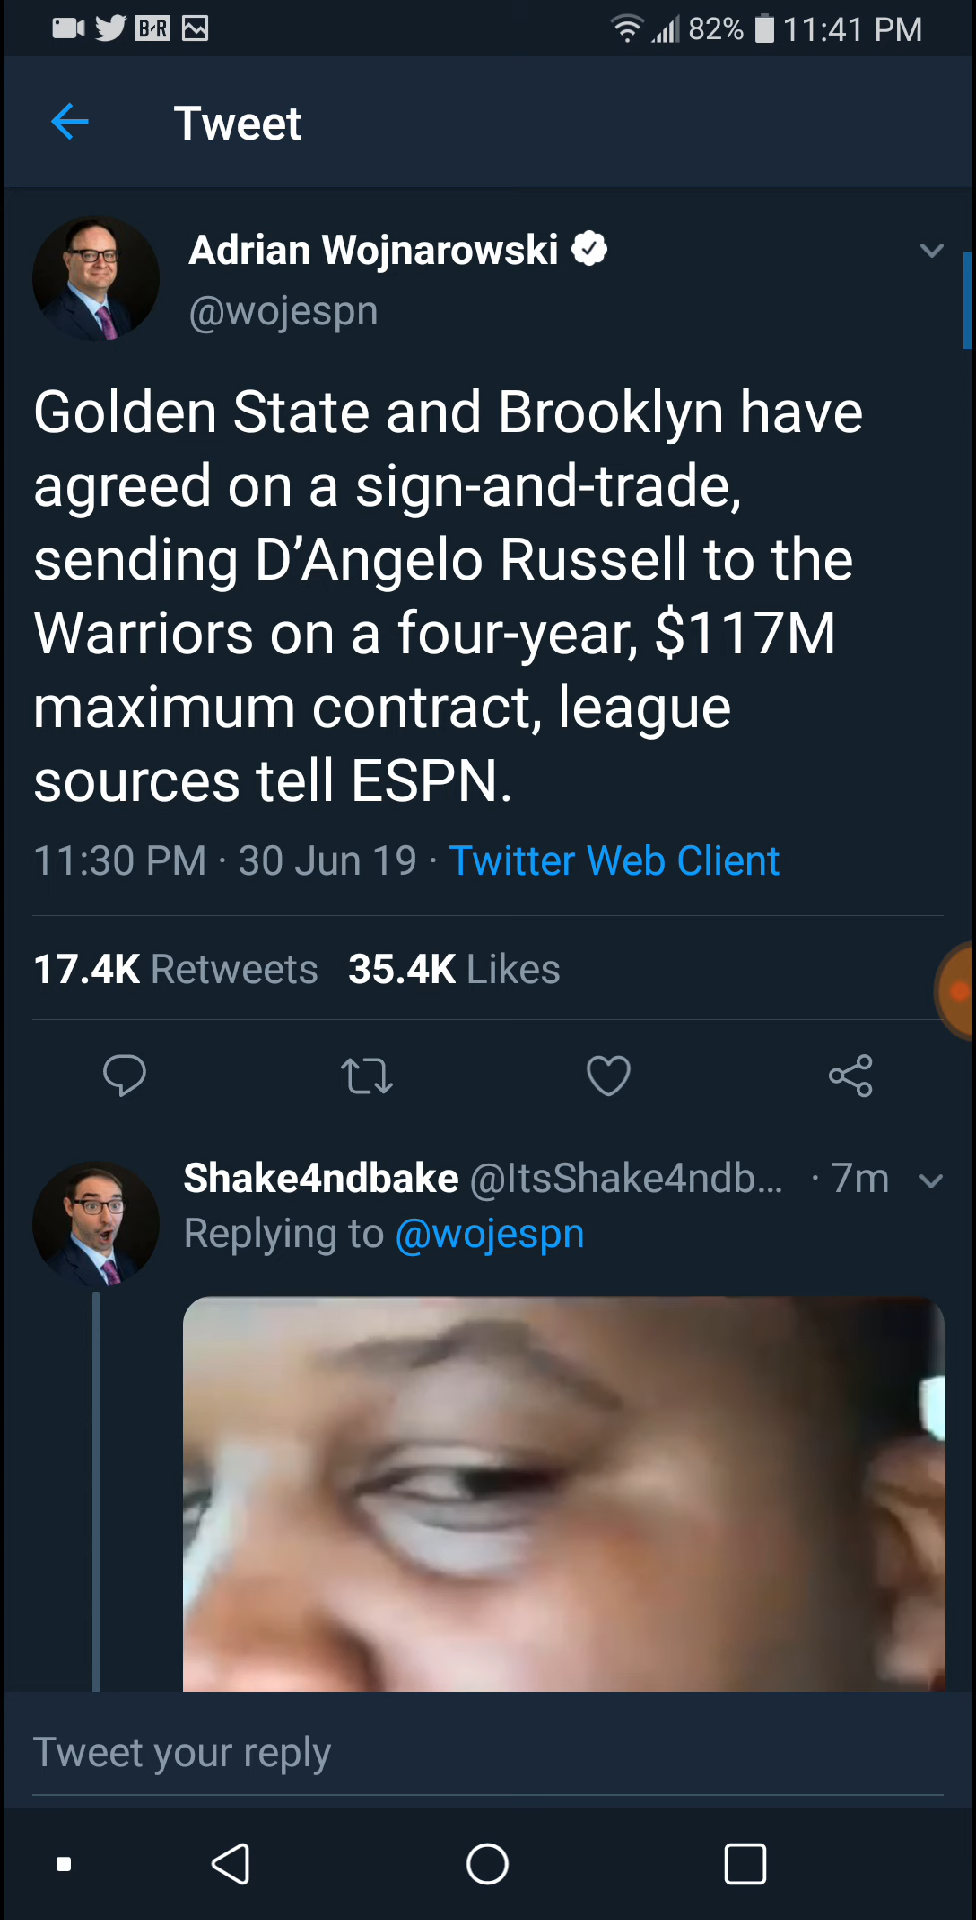 B·R 82% 11:41 PM
Tweet
Adrian Wojnarowski
@wojespn
Golden State and Brooklyn have
agreed on a sign-and-trade,
sending D’Angelo Russell to the
Warriors on a four-year, $117M
maximum contract, league
sources tell ESPN.
11:30 PM · 30 Jun 19 · Twitter Web Client
17.4K Retweets 35.4K Likes
Shake4ndbake @ItsShake4ndb... · 7m
Replying to @wojespn
Tweet your reply